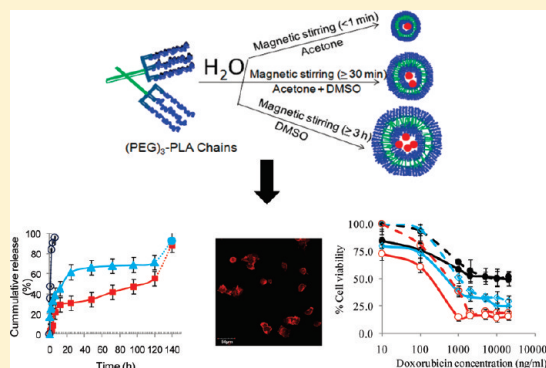 Magnetic stirring (<1 min)
Acetone
H₂O
Magnetic stirring (≥ 30 min)
Acetone + DMSO
Magnetic stirring (≥ 3 h)
DMSO
(PEG)₃-PLA Chains
Cummulative release
(%)
100
80
60
40
20
0
0 20 40 60 80 100 120 140
Time (h)
% Cell Viability
100.0
75.0
50.0
25.0
0.0
10 100 1000 10000 100000
Doxorubicin concentration (ng/ml)